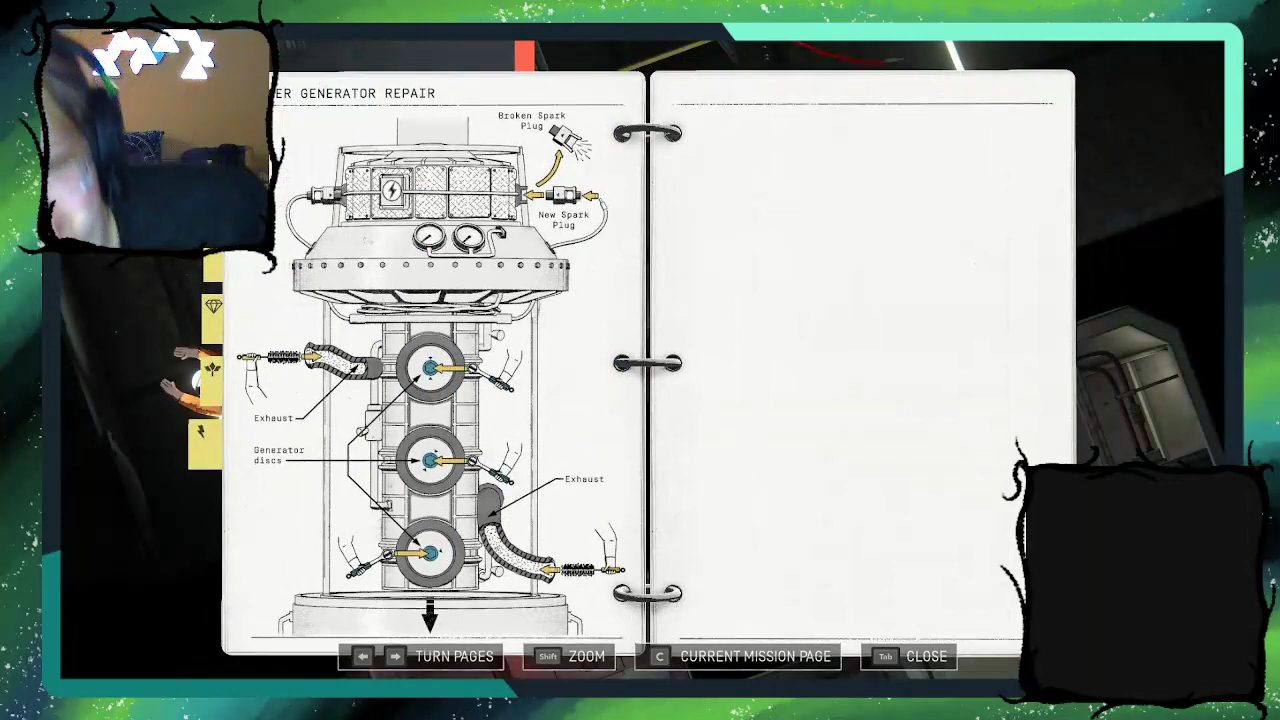 ER GENERATOR REPAIR
Broken Spark
Plug
New Spark
Plug
Exhaust
Generator
discs
Exhaust
TURN PAGES
Shift ZOOM
C CURRENT MISSION PAGE
Tab CLOSE